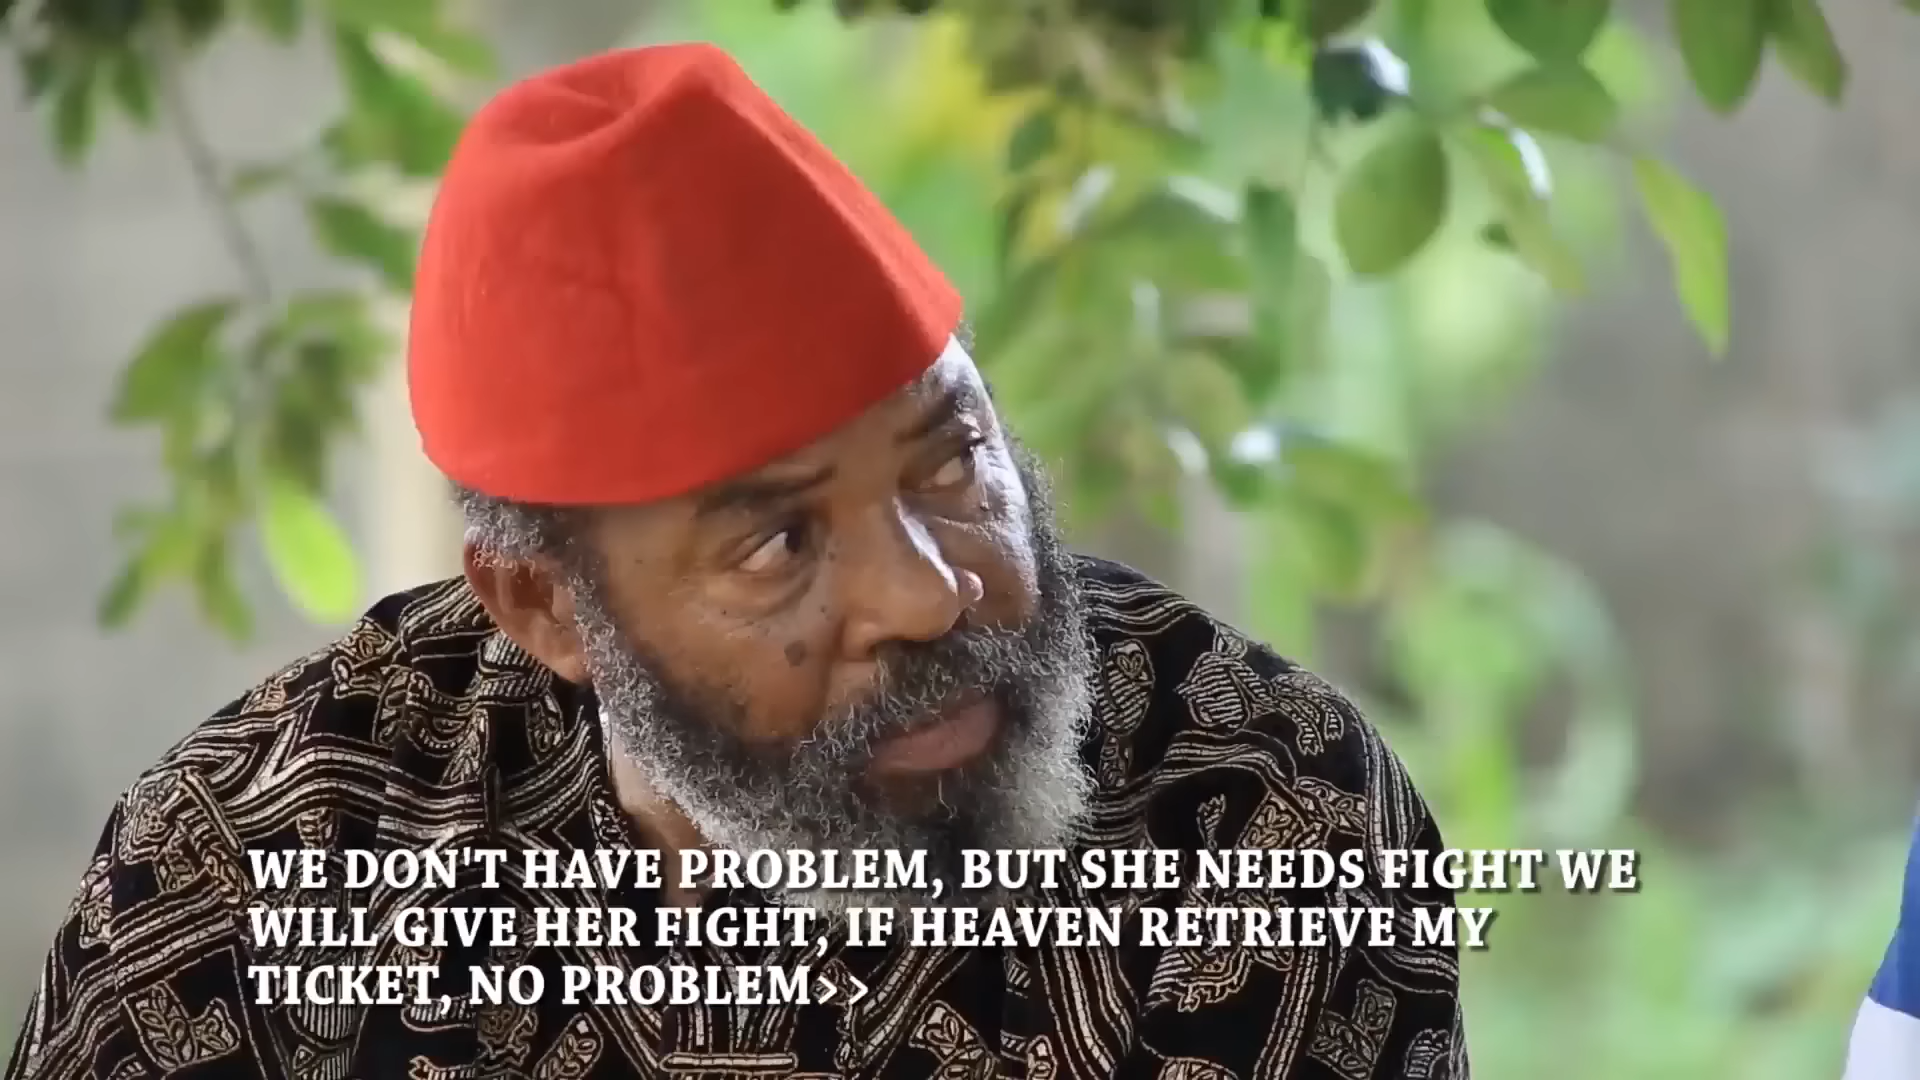 WE DON'T HAVE PROBLEM, BUT SHE NEEDS FIGHT WE
WILL GIVE HER FIGHT, IF HEAVEN RETRIEVE MY
TICKET, NO PROBLEM>>